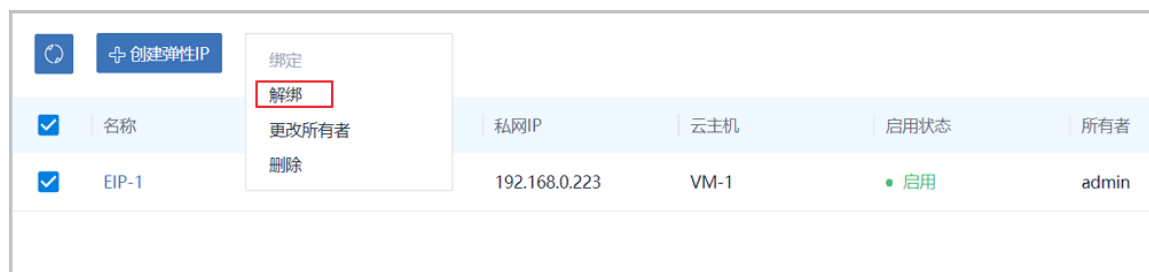 创建弹性IP
绑定
解绑
更改所有者
删除
名称 私网IP 云主机 启用状态 所有者
EIP-1 192.168.0.223 VM-1 启用 admin